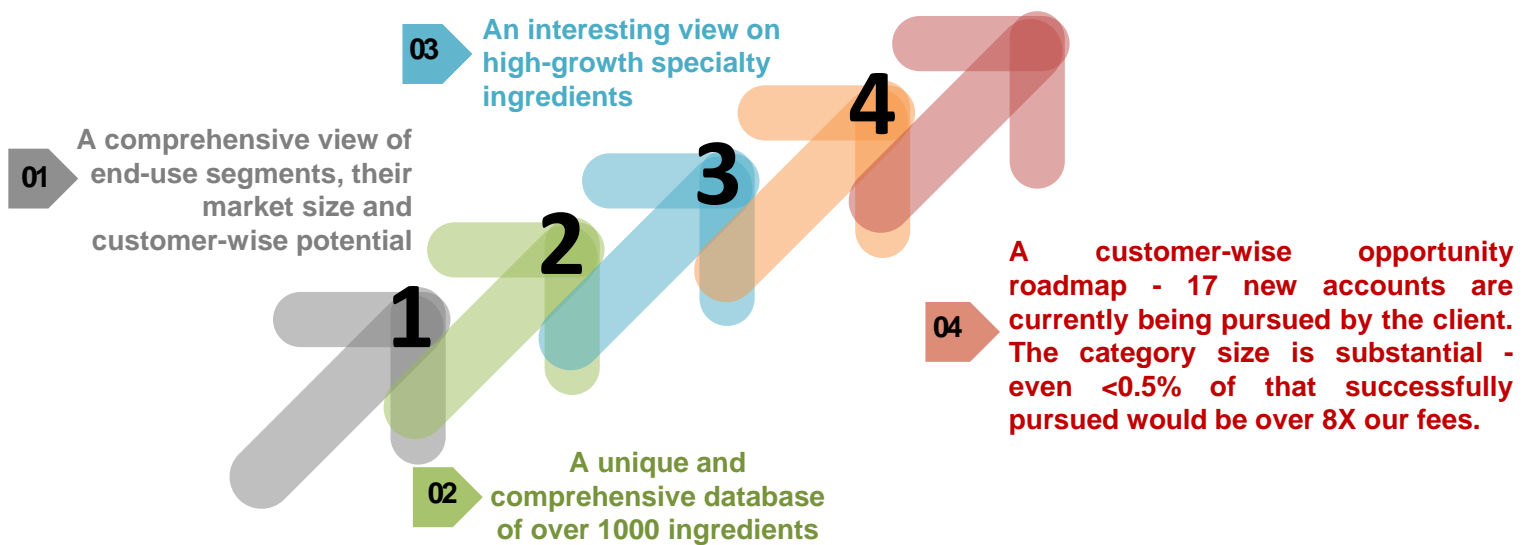 01
A comprehensive view of
end-use segments, their
market size and
customer-wise potential
02
A unique and
comprehensive database
of over 1000 ingredients
03
An interesting view on
high-growth specialty
ingredients
04
A customer-wise opportunity
roadmap - 17 new accounts are
currently being pursued by the client.
The category size is substantial -
even <0.5% of that successfully
pursued would be over 8X our fees.
1
2
3
4